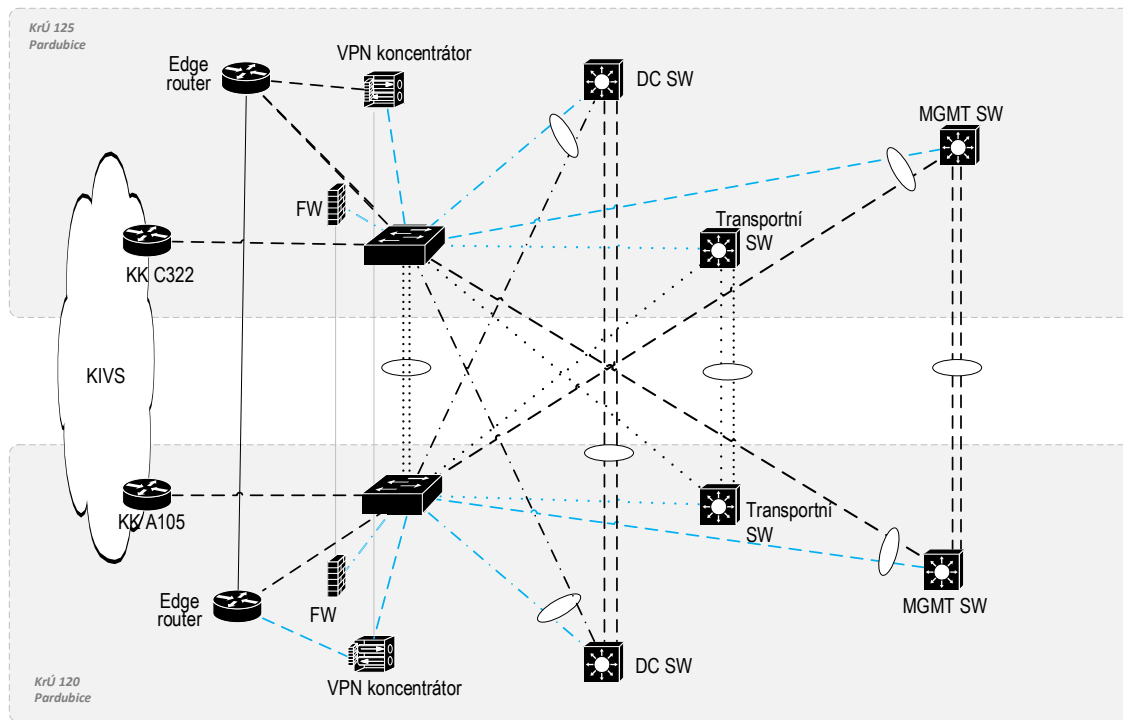 KrÚ 125
Pardubice
Edge
router
VPN koncentrátor
DC SW
MGMT SW
FW
Transportní
SW
KK C322
KIVS
KK A105
Transportní
SW
Edge
router
FW
MGMT SW
VPN koncentrátor
DC SW
KrÚ 120
Pardubice